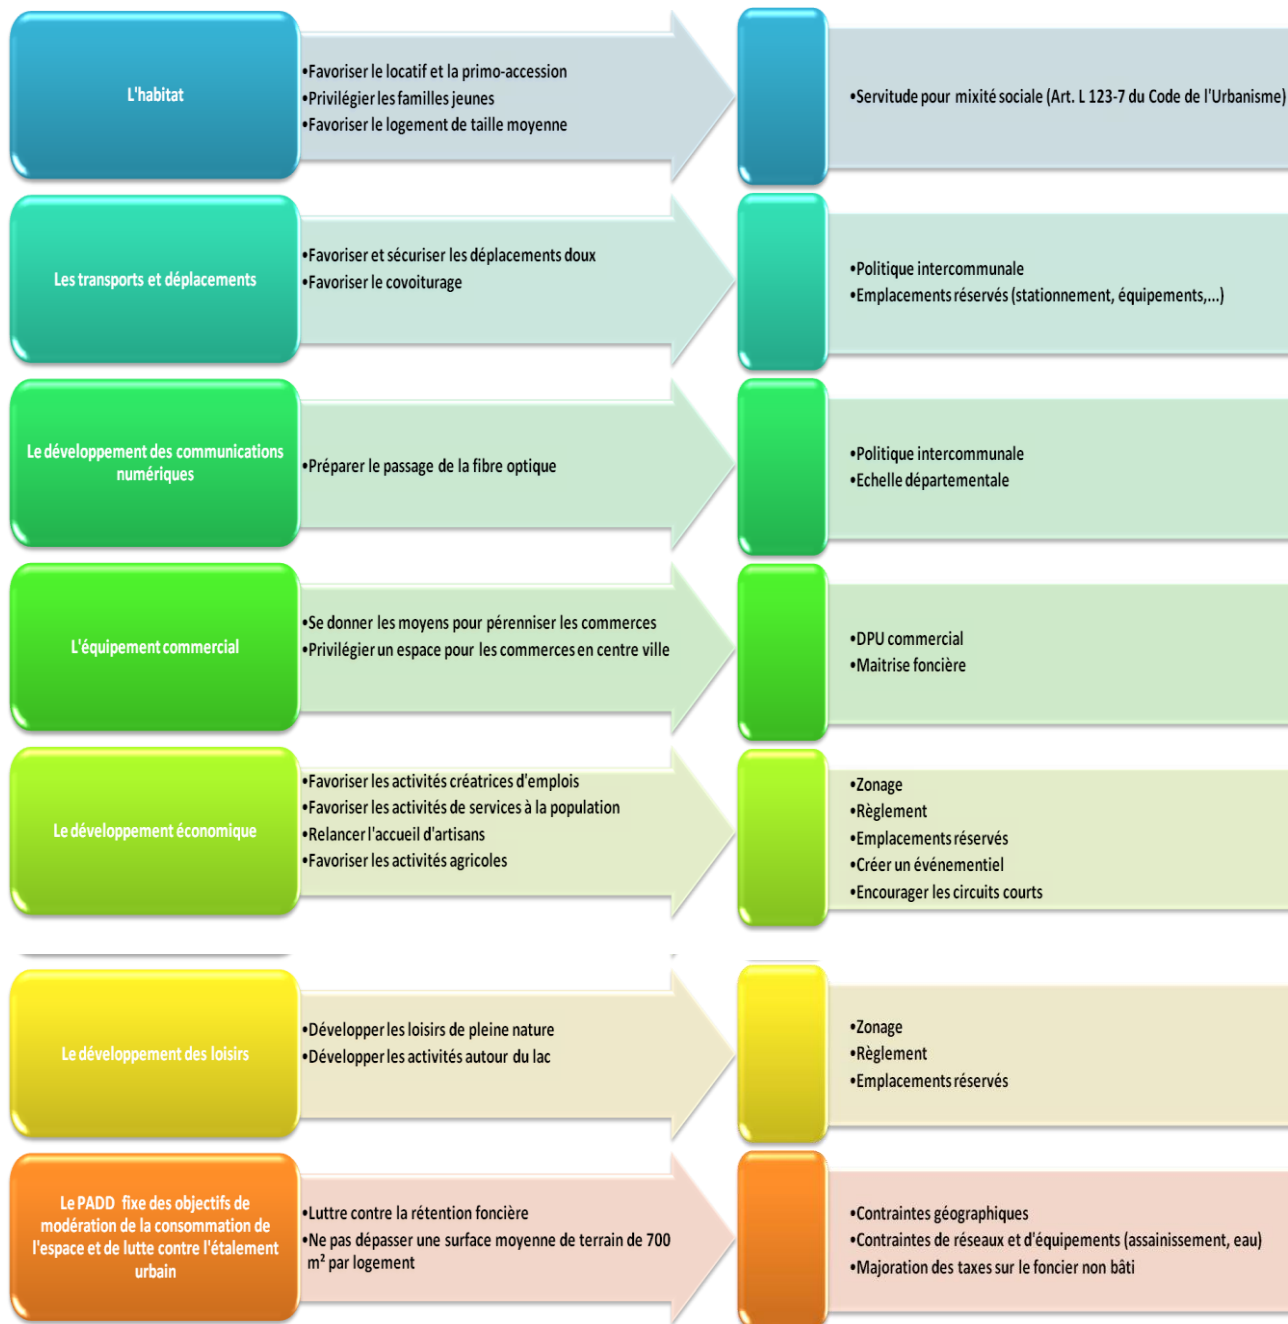 L'habitat
•Favoriser le locatif et la primo-accession
•Privilégier les familles jeunes
•Favoriser le logement de taille moyenne
•Servitude pour mixité sociale (Art. L 123-7 du Code de l'Urbanisme)
Les transports et déplacements
•Favoriser et sécuriser les déplacements doux
•Favoriser le covoiturage
•Politique intercommunale
•Emplacements réservés (stationnement, équipements,...)
Le développement des communications
numériques
•Préparer le passage de la fibre optique
•Politique intercommunale
•Echelle départementale
L'équipement commercial
•Se donner les moyens pour pérenniser les commerces
•Privilégier un espace pour les commerces en centre ville
•DPU commercial
•Maitrise foncière
Le développement économique
•Favoriser les activités créatrices d'emplois
•Favoriser les activités de services à la population
•Relancer l'accueil d'artisans
•Favoriser les activités agricoles
•Zonage
•Règlement
•Emplacements réservés
•Créer un événementiel
•Encourager les circuits courts
Le développement des loisirs
•Développer les loisirs de pleine nature
•Développer les activités autour du lac
•Zonage
•Règlement
•Emplacements réservés
Le PADD fixe des objectifs de
modération de la consommation de
l'espace et de lutte contre l'étalement
urbain
•Luttre contre la rétention foncière
•Ne pas dépasser une surface moyenne de terrain de 700
m² par logement
•Contraintes géographiques
•Contraintes de réseaux et d'équipements (assainissement, eau)
•Majoration des taxes sur le foncier non bâti